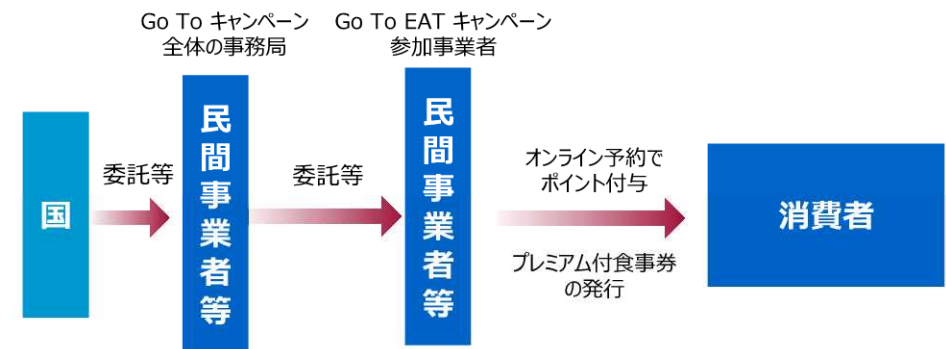 Go To キャンペーン
全体の事務局
Go To EAT キャンペーン
参加事業者
国
委託等
民間事業者等
委託等
民間事業者等
オンライン予約で
ポイント付与
プレミアム付食事券
の発行
消費者